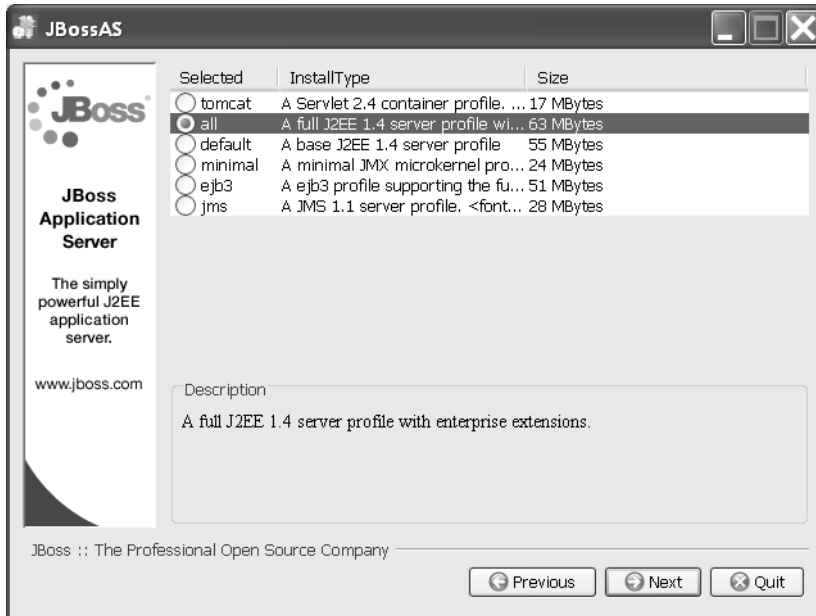 JBossAS
JBoss
JBoss
Application
Server
The simply
powerful J2EE
application
server.
www.jboss.com
Selected InstallType Size
tomcat A Servlet 2.4 container profile. ... 17 MBytes
all A full J2EE 1.4 server profile wi... 63 MBytes
default A base J2EE 1.4 server profile 55 MBytes
minimal A minimal JMX microkernel pro... 24 MBytes
ejb3 A ejb3 profile supporting the fu... 51 MBytes
jms A JMS 1.1 server profile. <font... 28 MBytes
Description
A full J2EE 1.4 server profile with enterprise extensions.
JBoss :: The Professional Open Source Company
Previous Next Quit